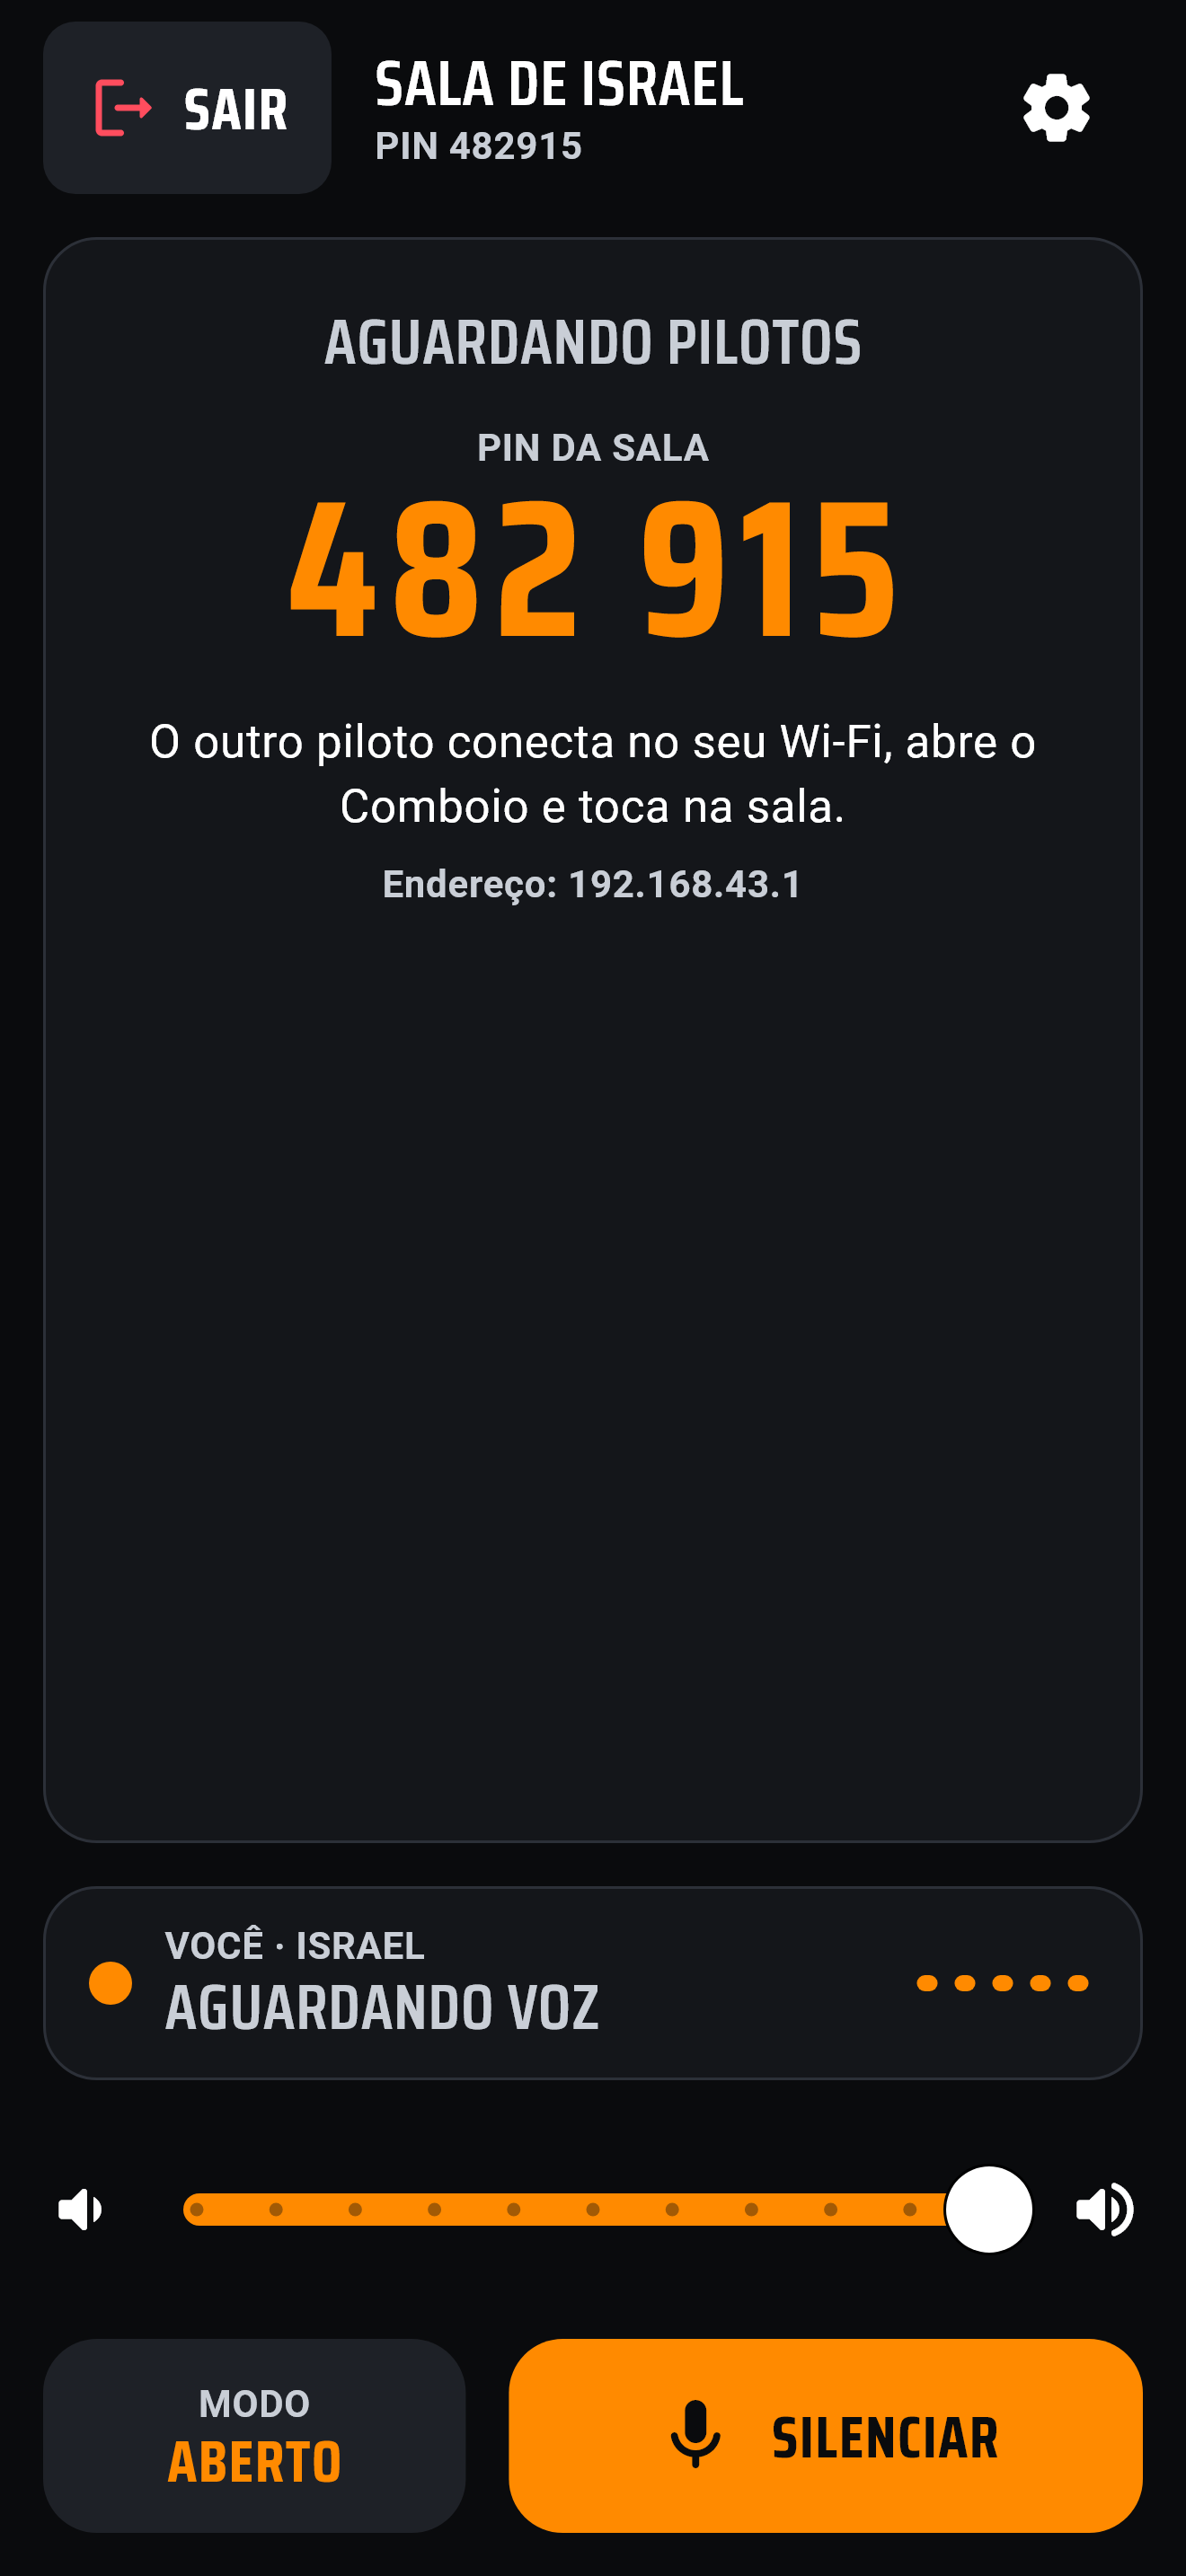 SAIR
SALA DE ISRAEL
PIN 482915
AGUARDANDO PILOTOS
PIN DA SALA
482 915
O outro piloto conecta no seu Wi-Fi, abre o
Comboio e toca na sala.
Endereço: 192.168.43.1
VOCÊ · ISRAEL
AGUARDANDO VOZ
MODO
ABERTO
SILENCIAR